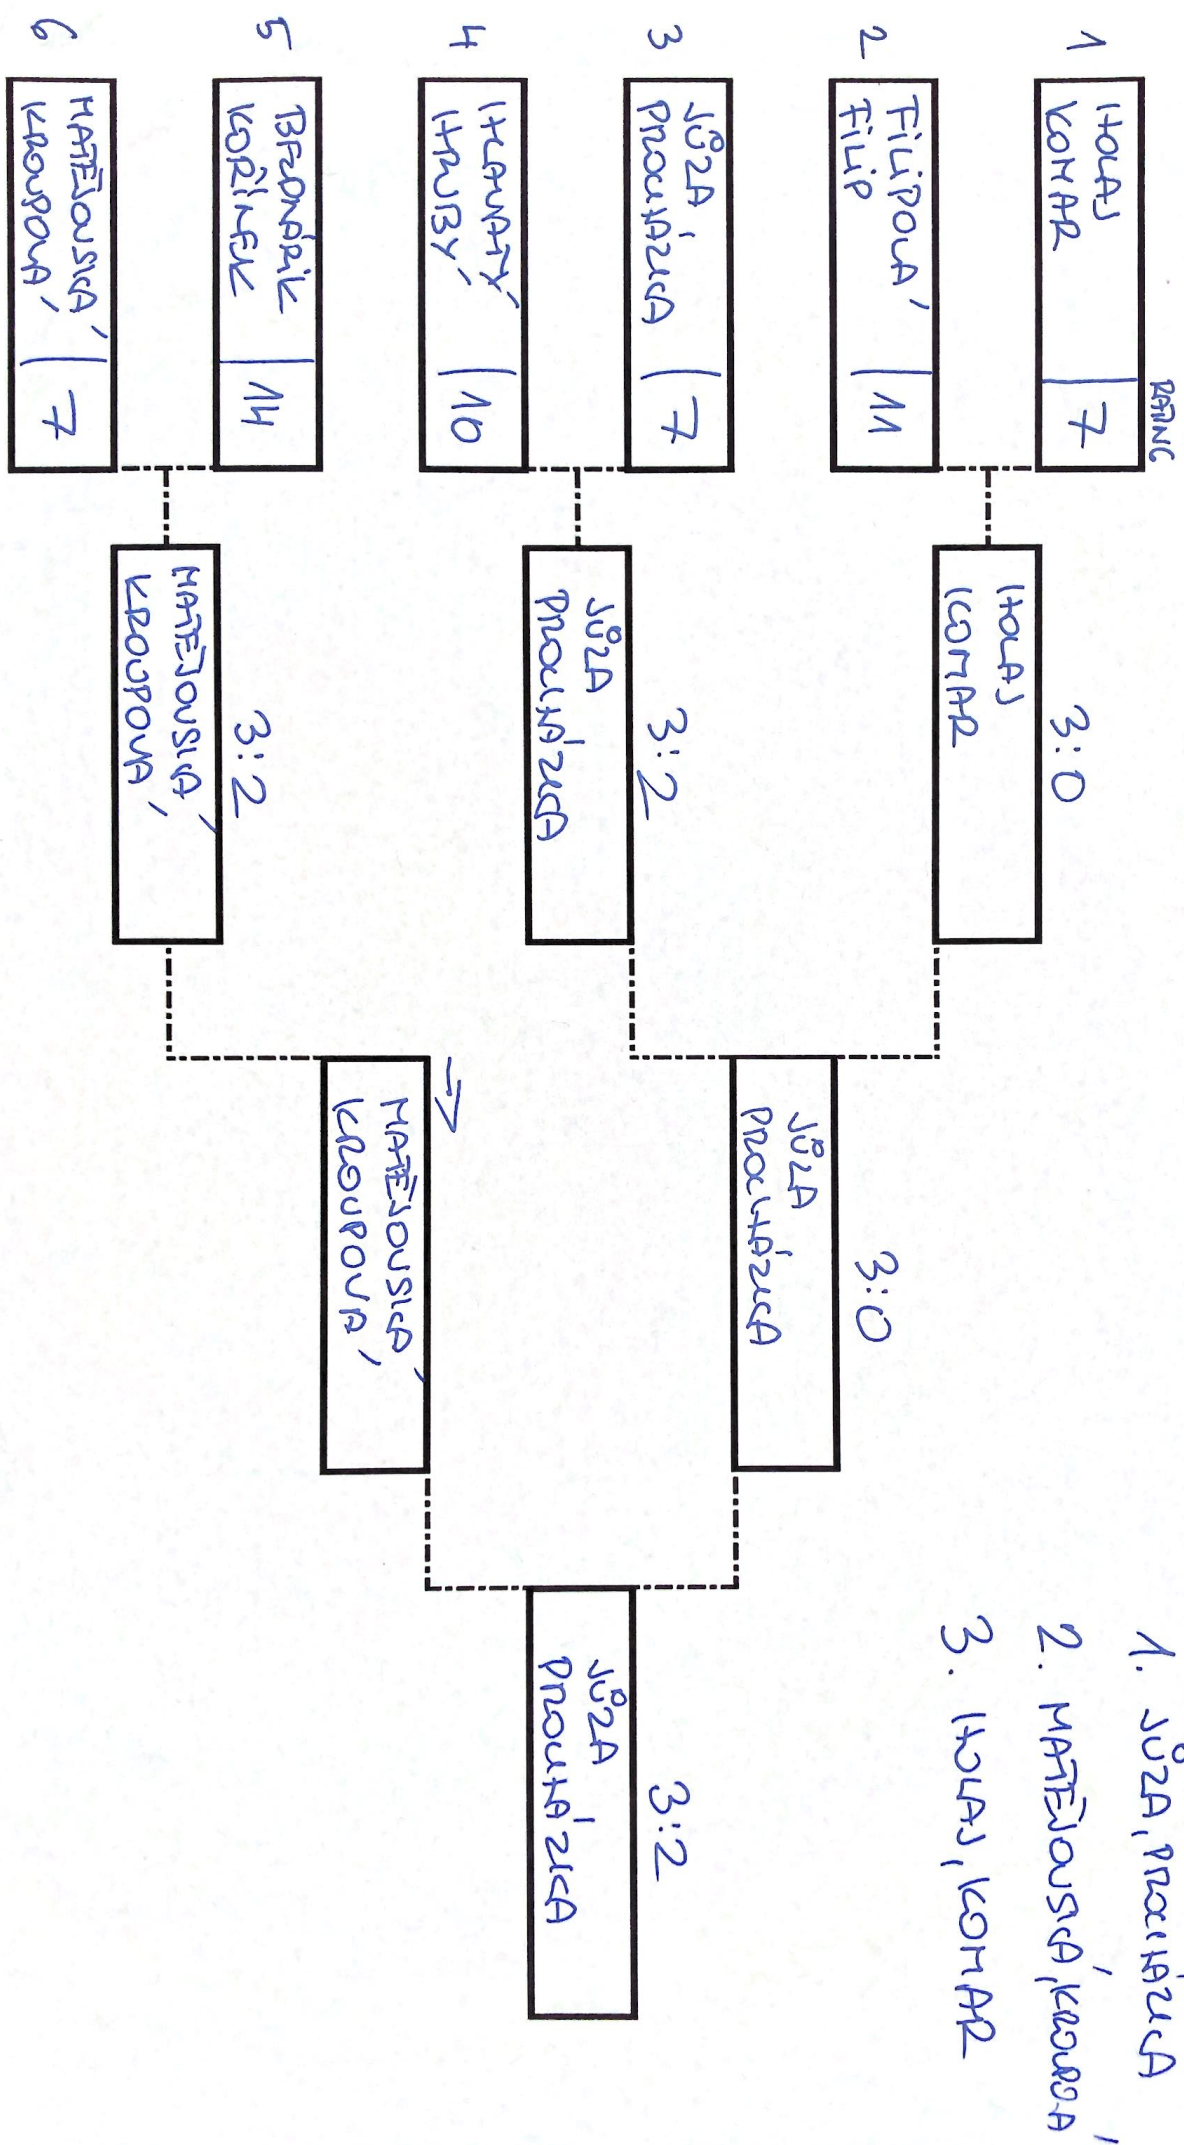 RATING
1
HOLAJ
KOMAR
7
2
FILIPOVÁ
FILIP
11
3
JŮZA
PROCHÁZKA
7
4
HLAVATÝ
HRUBÝ
10
5
BEDNÁRIK
KOŘÍNEK
14
6
MATĚJOVSKÁ
KROUPOVÁ
7
3:0
HOLAJ
KOMAR
3:2
JŮZA
PROCHÁZKA
3:2
MATĚJOVSKÁ
KROUPOVÁ
3:0
JŮZA
PROCHÁZKA
MATĚJOVSKÁ
KROUPOVÁ
3:2
JŮZA
PROCHÁZKA
1. JŮZA, PROCHÁZKA
2. MATĚJOVSKÁ, KROUPOVÁ
3. HOLAJ, KOMAR